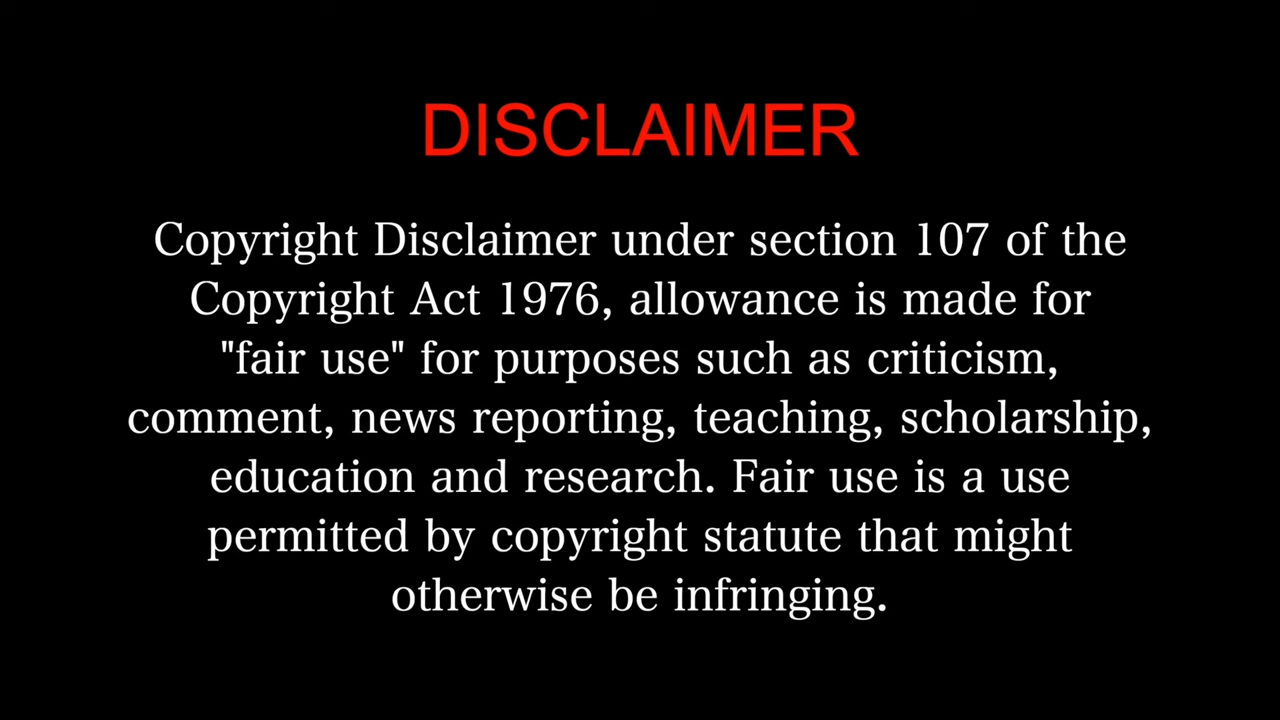 DISCLAIMER
Copyright Disclaimer under section 107 of the
Copyright Act 1976, allowance is made for
"fair use" for purposes such as criticism,
comment, news reporting, teaching, scholarship,
education and research. Fair use is a use
permitted by copyright statute that might
otherwise be infringing.